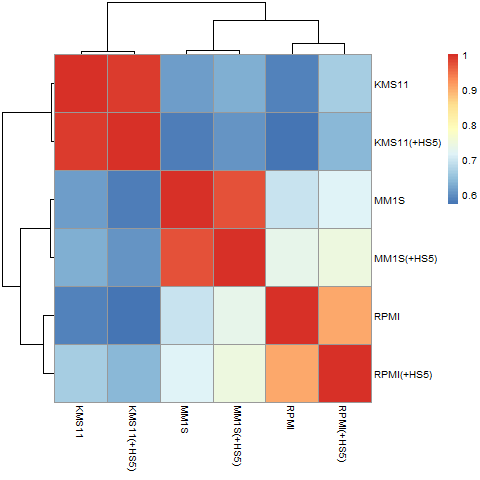 1
KMS11
0.9
0.8
KMS11(+HS5)
0.7
0.6
MM1S
MM1S(+HS5)
RPMI
RPMI(+HS5)
KMS11
KMS11(+HS5)
MM1S
MM1S(+HS5)
RPMI
RPMI(+HS5)